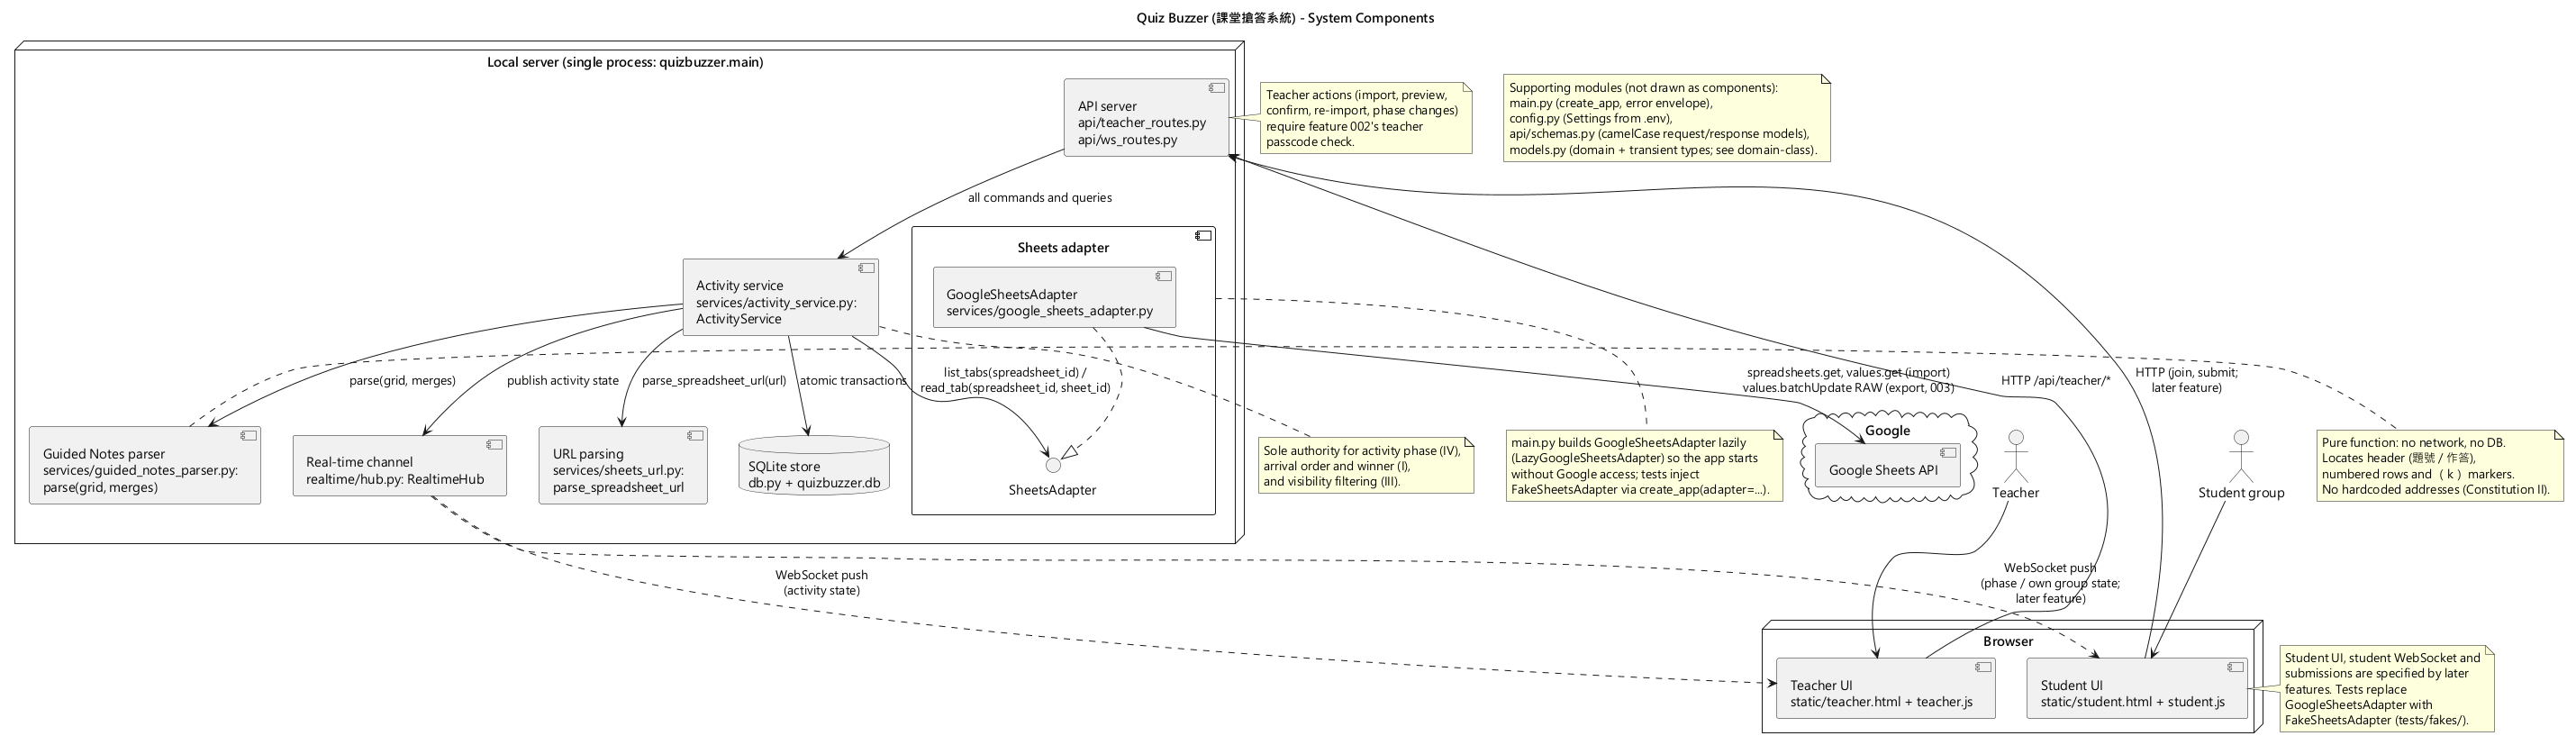 Quiz Buzzer (課堂搶答系統) - System Components
Local server (single process: quizbuzzer.main)
API server
api/teacher_routes.py
api/ws_routes.py
Teacher actions (import, preview,
confirm, re-import, phase changes)
require feature 002's teacher
passcode check.
Supporting modules (not drawn as components):
main.py (create_app, error envelope),
config.py (Settings from .env),
api/schemas.py (camelCase request/response models),
models.py (domain + transient types; see domain-class).
all commands and queries
Sheets adapter
Activity service
services/activity_service.py:
ActivityService
GoogleSheetsAdapter
services/google_sheets_adapter.py
parse(grid, merges)
publish activity state
parse_spreadsheet_url(url)
atomic transactions
list_tabs(spreadsheet_id) /
read_tab(spreadsheet_id, sheet_id)
spreadsheets.get, values.get (import)
values.batchUpdate RAW (export, 003)
HTTP /api/teacher/*
HTTP (join, submit;
later feature)
Guided Notes parser
services/guided_notes_parser.py:
parse(grid, merges)
Real-time channel
realtime/hub.py: RealtimeHub
URL parsing
services/sheets_url.py:
parse_spreadsheet_url
SQLite store
db.py + quizbuzzer.db
SheetsAdapter
Sole authority for activity phase (IV),
arrival order and winner (I),
and visibility filtering (III).
main.py builds GoogleSheetsAdapter lazily
(LazyGoogleSheetsAdapter) so the app starts
without Google access; tests inject
FakeSheetsAdapter via create_app(adapter=...).
Google
Google Sheets API
Teacher
Student group
Pure function: no network, no DB.
Locates header (題號 / 作答),
numbered rows and （k） markers.
No hardcoded addresses (Constitution II).
WebSocket push
(activity state)
WebSocket push
(phase / own group state;
later feature)
Browser
Teacher UI
static/teacher.html + teacher.js
Student UI
static/student.html + student.js
Student UI, student WebSocket and
submissions are specified by later
features. Tests replace
GoogleSheetsAdapter with
FakeSheetsAdapter (tests/fakes/).